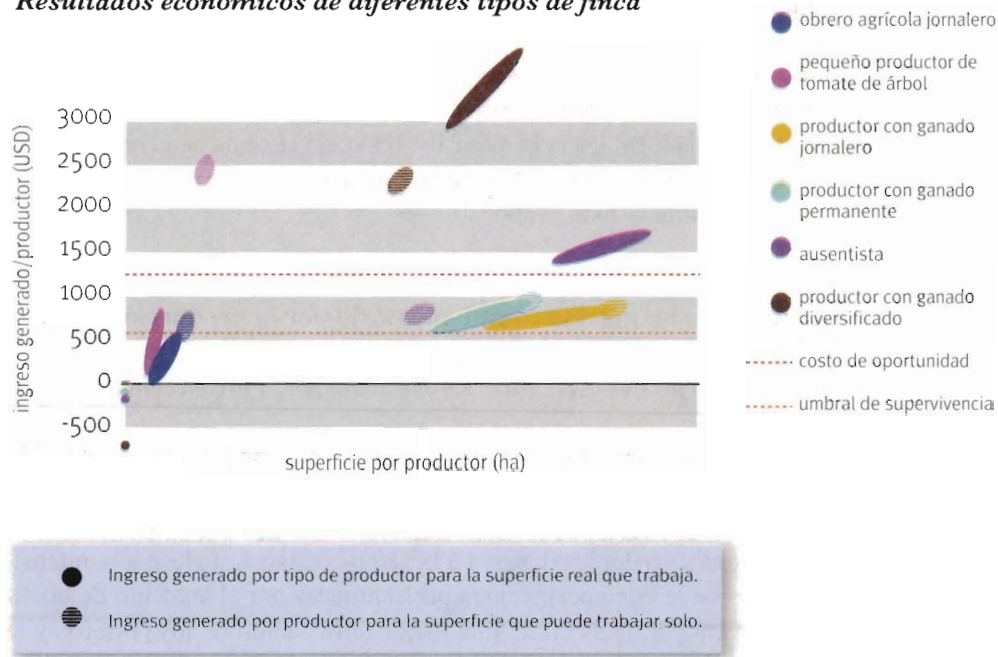 Resultados económicos de diferentes tipos de finca
ingreso generado/productor (USD)
3000
2500
2000
1500
1000
500
0
-500
superficie por productor (ha)
obrero agrícola jornalero
pequeño productor de
tomate de árbol
productor con ganado
jornalero
productor con ganado
permanente
ausentista
productor con ganado
diversificado
costo de oportunidad
umbral de supervivencia
Ingreso generado por tipo de productor para la superficie real que trabaja.
Ingreso generado por productor para la superficie que puede trabajar solo.